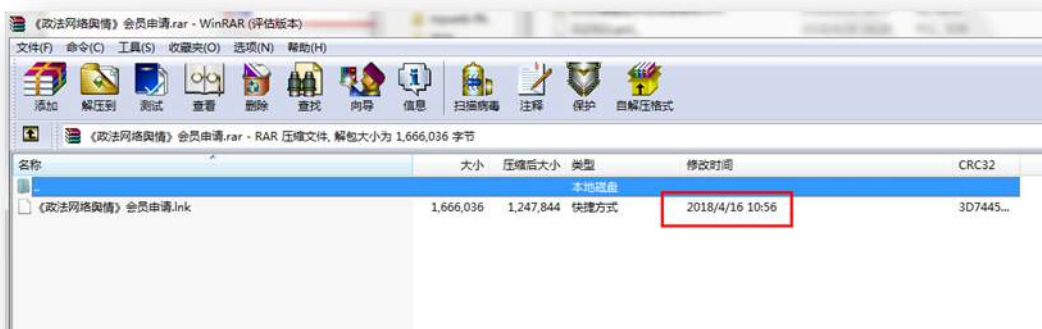 《政法网络舆情》会员申请.rar - WinRAR (评估版本)
文件(F) 命令(C) 工具(S) 收藏夹(O) 选项(N) 帮助(H)
添加 解压到 测试 查看 删除 查找 向导 信息 扫描病毒 注释 保护 自解压格式
《政法网络舆情》会员申请.rar - RAR 压缩文件, 解包大小为 1,666,036 字节
名称 大小 压缩后大小 类型 修改时间 CRC32
.. 本地磁盘
《政法网络舆情》会员申请.lnk 1,666,036 1,247,844 快捷方式 2018/4/16 10:56 3D7445...